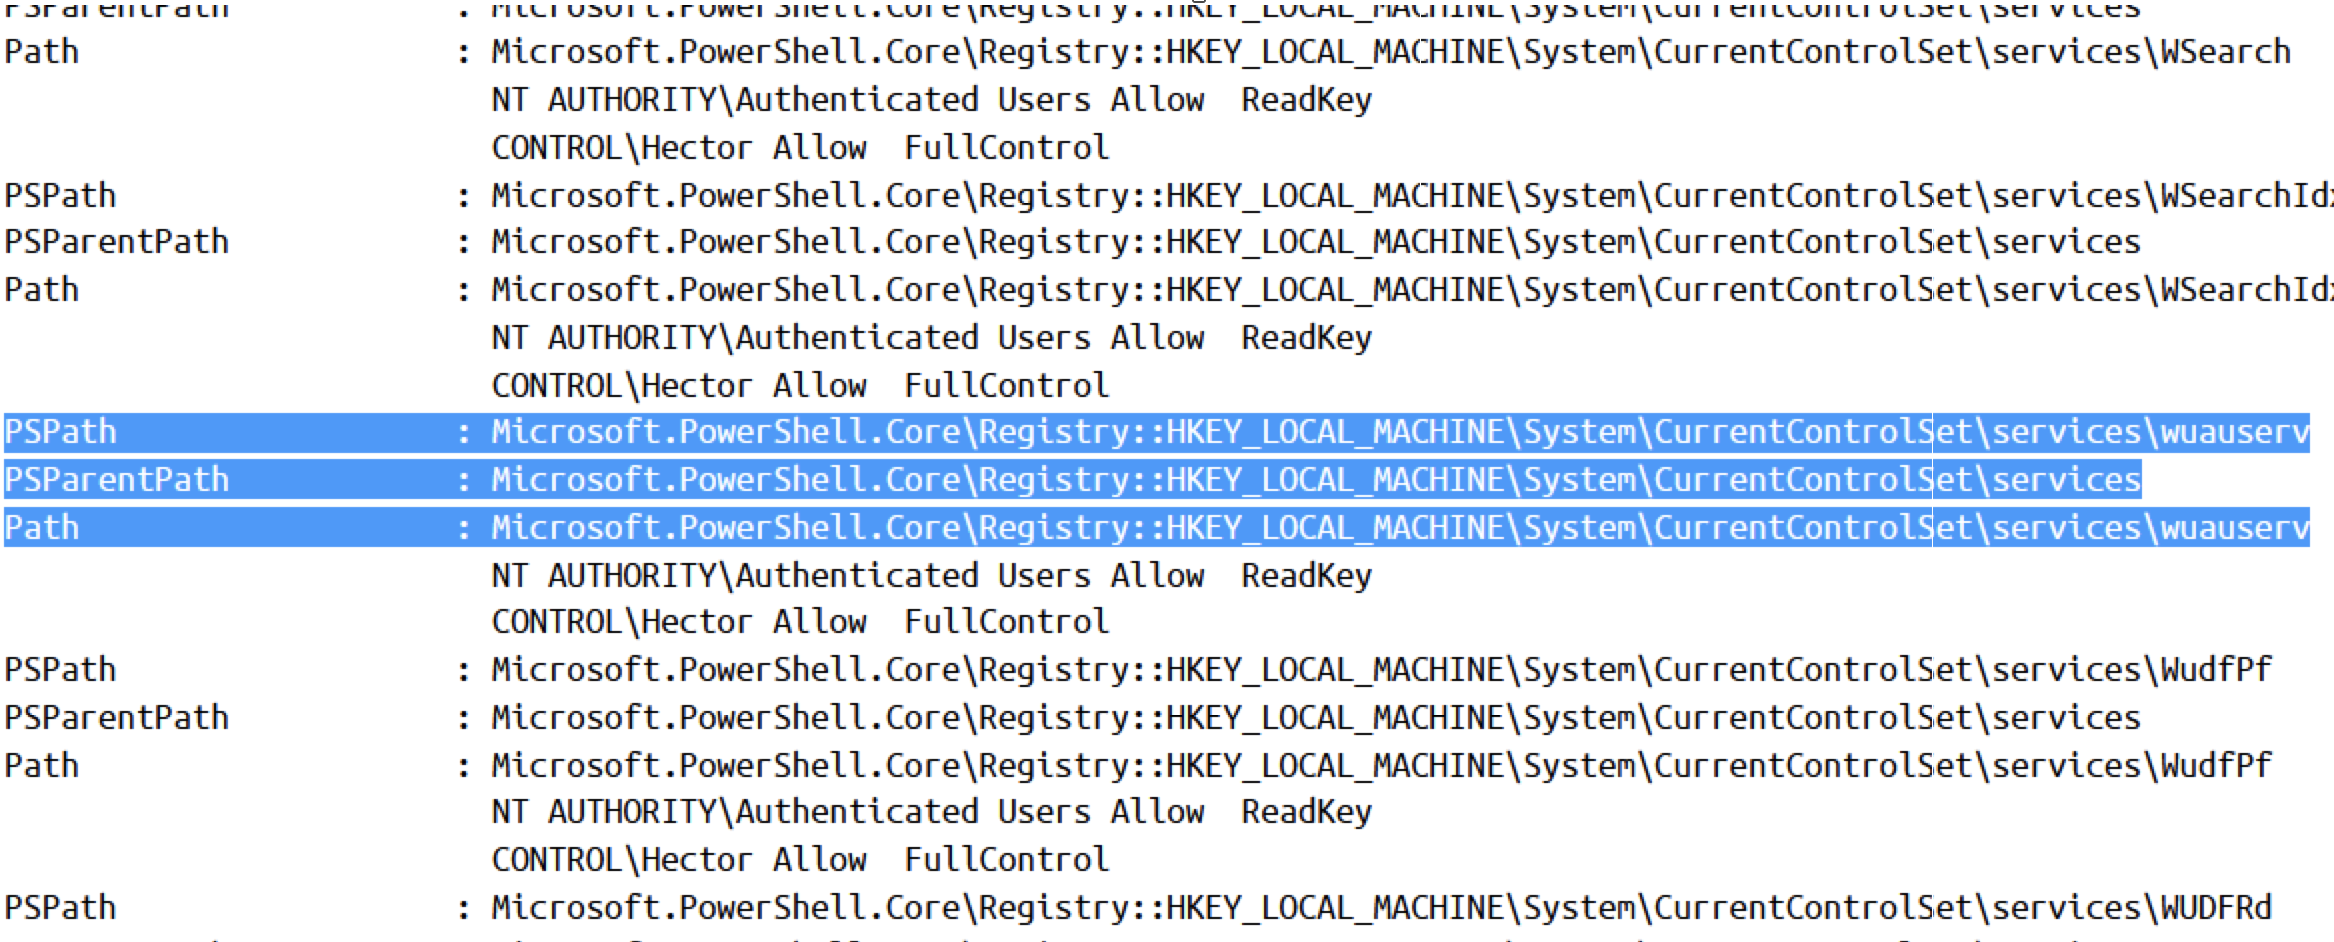 PSParentPath : Microsoft.PowerShell.Core\Registry::HKEY_LOCAL_MACHINE\System\CurrentControlSet\services
Path : Microsoft.PowerShell.Core\Registry::HKEY_LOCAL_MACHINE\System\CurrentControlSet\services\WSearch
NT AUTHORITY\Authenticated Users Allow  ReadKey
CONTROL\Hector Allow  FullControl
PSPath : Microsoft.PowerShell.Core\Registry::HKEY_LOCAL_MACHINE\System\CurrentControlSet\services\WSearchIdx
PSParentPath : Microsoft.PowerShell.Core\Registry::HKEY_LOCAL_MACHINE\System\CurrentControlSet\services
Path : Microsoft.PowerShell.Core\Registry::HKEY_LOCAL_MACHINE\System\CurrentControlSet\services\WSearchIdx
NT AUTHORITY\Authenticated Users Allow  ReadKey
CONTROL\Hector Allow  FullControl
PSPath : Microsoft.PowerShell.Core\Registry::HKEY_LOCAL_MACHINE\System\CurrentControlSet\services\wuauserv
PSParentPath : Microsoft.PowerShell.Core\Registry::HKEY_LOCAL_MACHINE\System\CurrentControlSet\services
Path : Microsoft.PowerShell.Core\Registry::HKEY_LOCAL_MACHINE\System\CurrentControlSet\services\wuauserv
NT AUTHORITY\Authenticated Users Allow  ReadKey
CONTROL\Hector Allow  FullControl
PSPath : Microsoft.PowerShell.Core\Registry::HKEY_LOCAL_MACHINE\System\CurrentControlSet\services\WudfPf
PSParentPath : Microsoft.PowerShell.Core\Registry::HKEY_LOCAL_MACHINE\System\CurrentControlSet\services
Path : Microsoft.PowerShell.Core\Registry::HKEY_LOCAL_MACHINE\System\CurrentControlSet\services\WudfPf
NT AUTHORITY\Authenticated Users Allow  ReadKey
CONTROL\Hector Allow  FullControl
PSPath : Microsoft.PowerShell.Core\Registry::HKEY_LOCAL_MACHINE\System\CurrentControlSet\services\WUDFRd